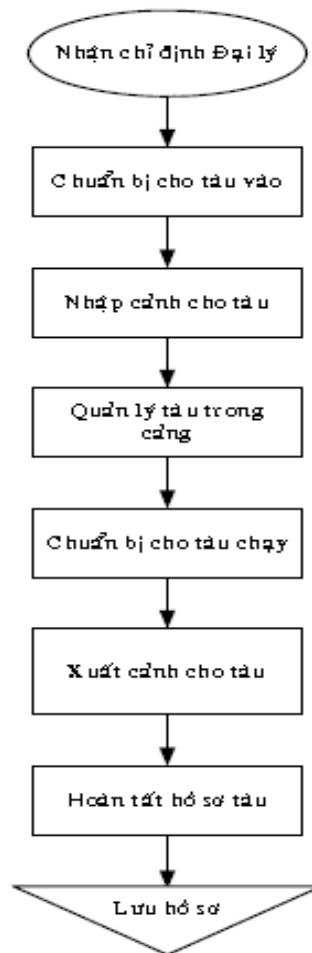 Nhận chỉ định Đại lý
Chuẩn bị cho tàu vào
Nhập cảnh cho tàu
Quản lý tàu trong
cảng
Chuẩn bị cho tàu chạy
Xuất cảnh cho tàu
Hoàn tất hồ sơ tàu
Lưu hồ sơ